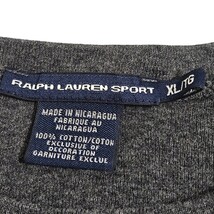 RALPH LAUREN SPORT
XL/TG
MADE IN NICARAGUA
FABRIQUE AU
NICARAGUA
100% COTTON/COTON
EXCLUSIVE OF
DECORATION
GARNITURE EXCLUE